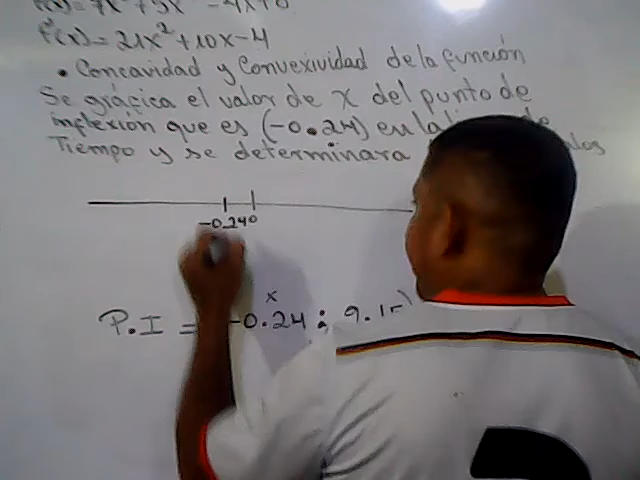 f'(x) = 21x² + 10x - 4
• Concavidad y Convexividad de la función
Se gráfica el valor de x del punto de
inflexión que es (-0.24) en la
Tiempo y se determinara
-0.24 0
x
P.I = -0.24 ; 9.1